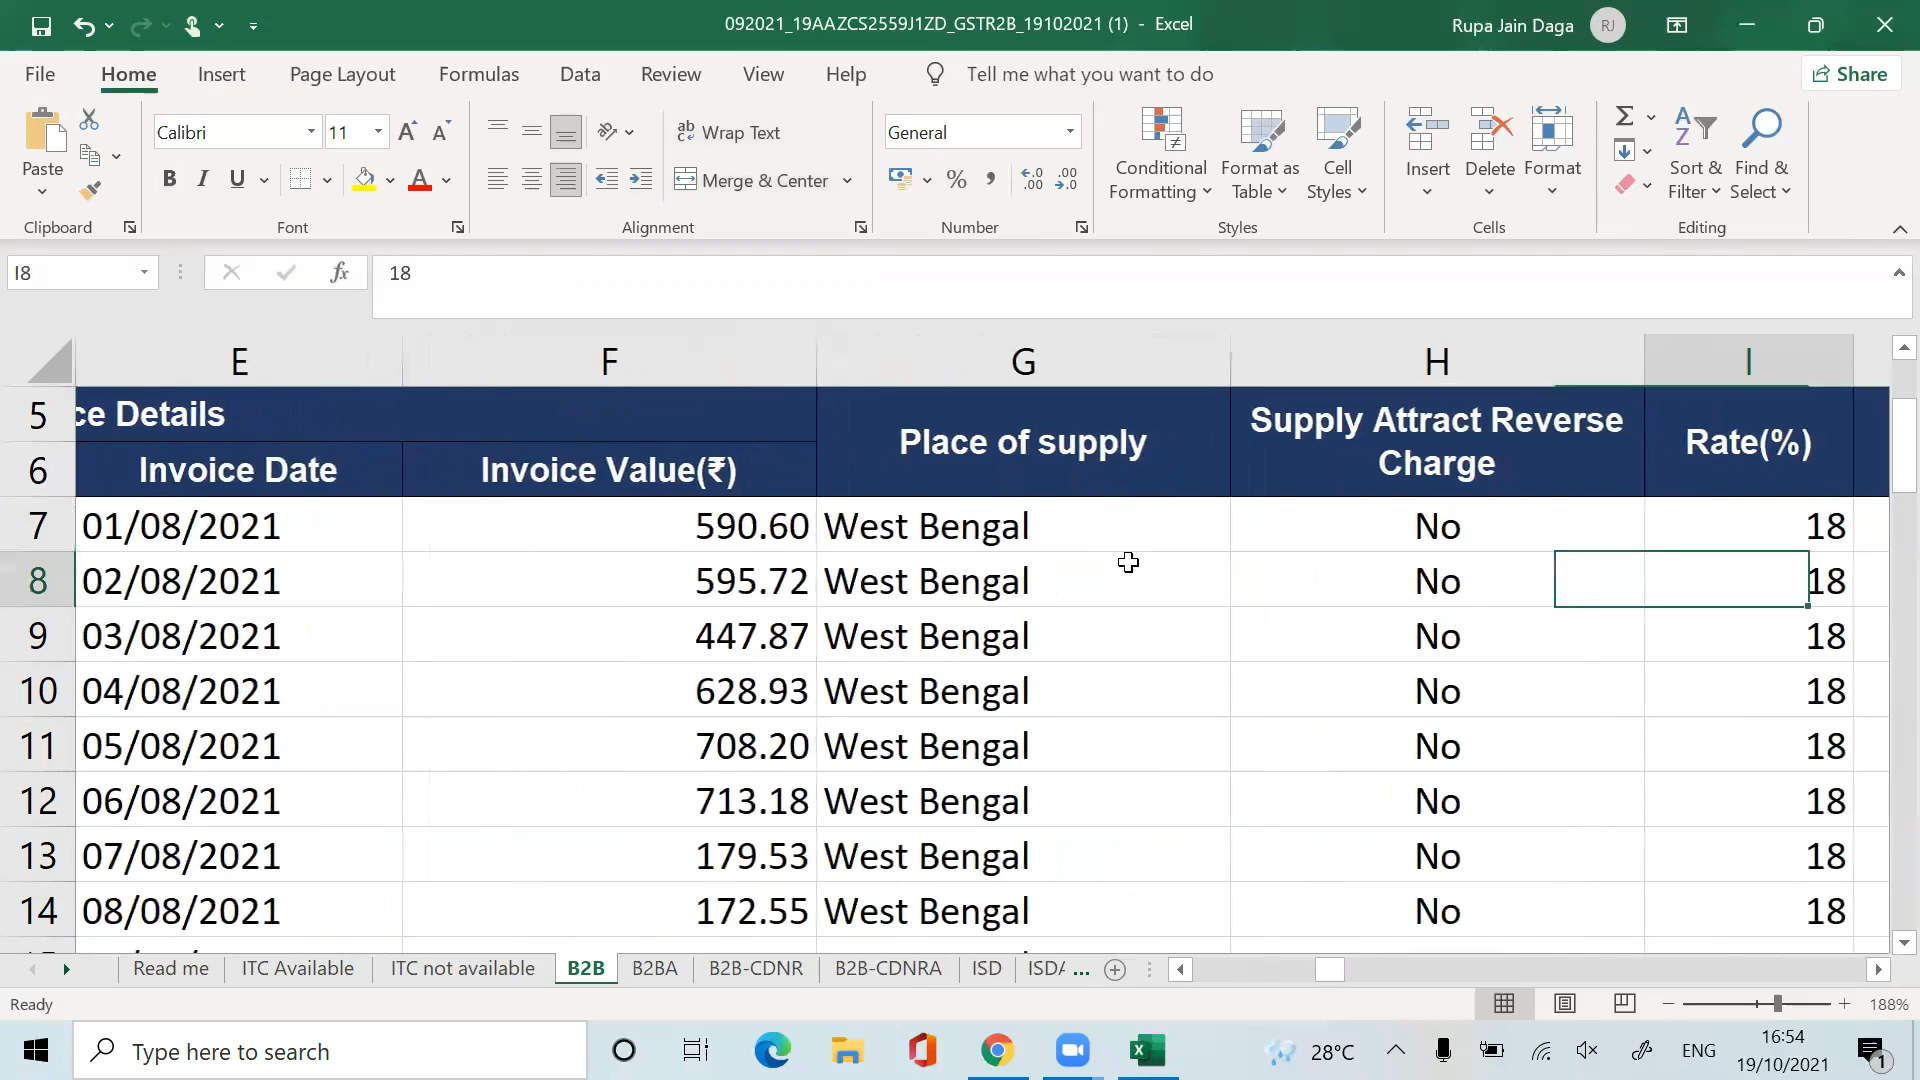 092021_19AAZCS2559J1ZD_GSTR2B_19102021 (1) - Excel
Rupa Jain Daga RJ
File Home Insert Page Layout Formulas Data Review View Help Tell me what you want to do Share
Paste
Clipboard
Calibri 11
B I U
Font
Wrap Text
Merge & Center
Alignment
General
Number
Conditional Formatting
Format as Table
Cell Styles
Styles
Insert Delete Format
Cells
Sort & Filter
Find & Select
Editing
I8 fx 18
E F G H I
5 ce Details Place of supply Supply Attract Reverse Charge Rate(%)
6 Invoice Date Invoice Value(₹)
7 01/08/2021 590.60 West Bengal No 18
8 02/08/2021 595.72 West Bengal No 18
9 03/08/2021 447.87 West Bengal No 18
10 04/08/2021 628.93 West Bengal No 18
11 05/08/2021 708.20 West Bengal No 18
12 06/08/2021 713.18 West Bengal No 18
13 07/08/2021 179.53 West Bengal No 18
14 08/08/2021 172.55 West Bengal No 18
Read me ITC Available ITC not available B2B B2BA B2B-CDNR B2B-CDNRA ISD ISDA ...
Ready 188%
Type here to search
28°C ENG
16:54
19/10/2021
1